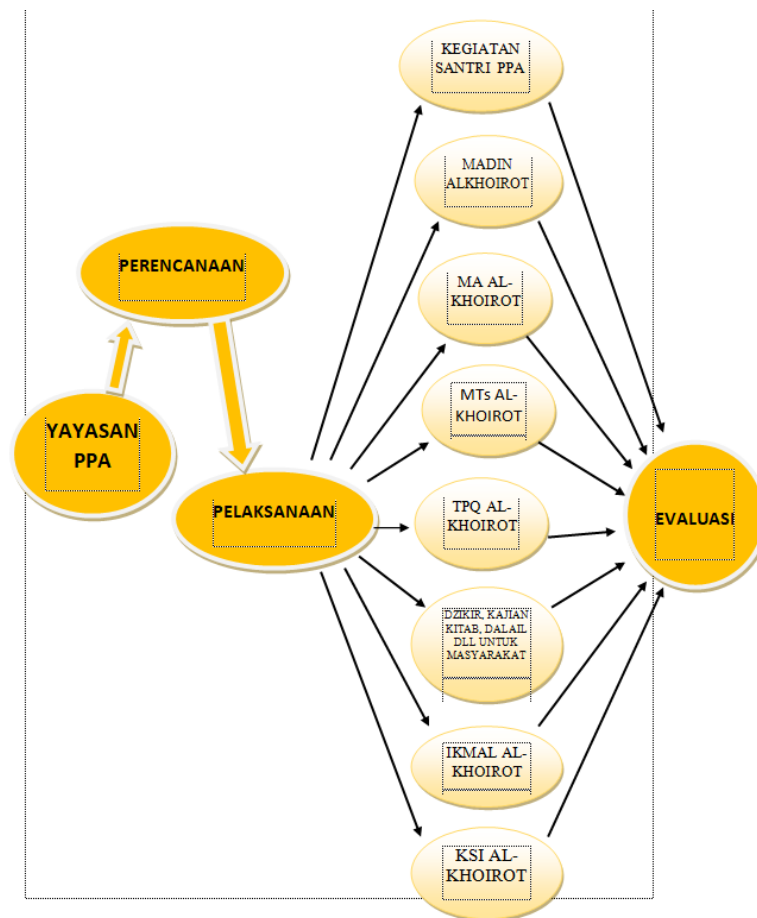 KEGIATAN
SANTRI PPA
MADIN
ALKHOIROT
PERENCANAAN
MA AL-
KHOIROT
MTs AL-
KHOIROT
YAYASAN
PPA
PELAKSANAAN
TPQ AL-
KHOIROT
EVALUASI
DZIKIR, KAJIAN
KITAB, DALAIL
DLL UNTUK
MASYARAKAT
IKMAL AL-
KHOIROT
KSI AL-
KHOIROT